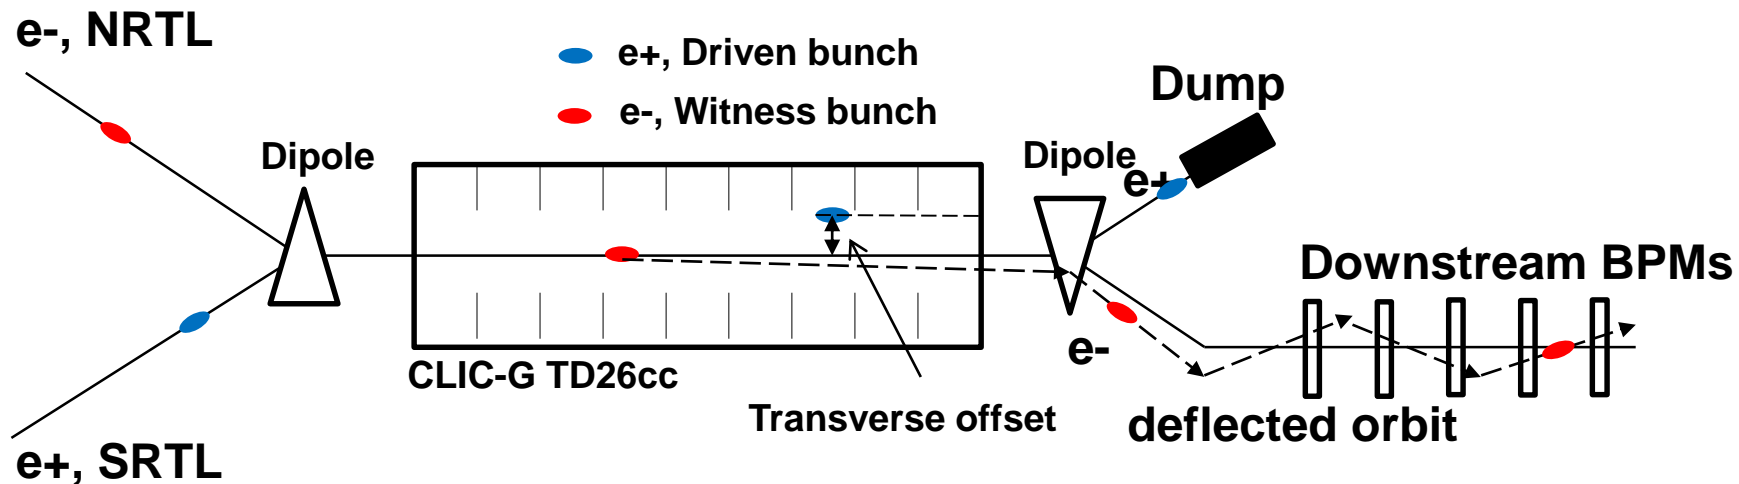 e-, NRTL
e+, Driven bunch
e-, Witness bunch
Dump
Dipole
Dipole
e+
Downstream BPMs
e-
CLIC-G TD26cc
Transverse offset
deflected orbit
e+, SRTL